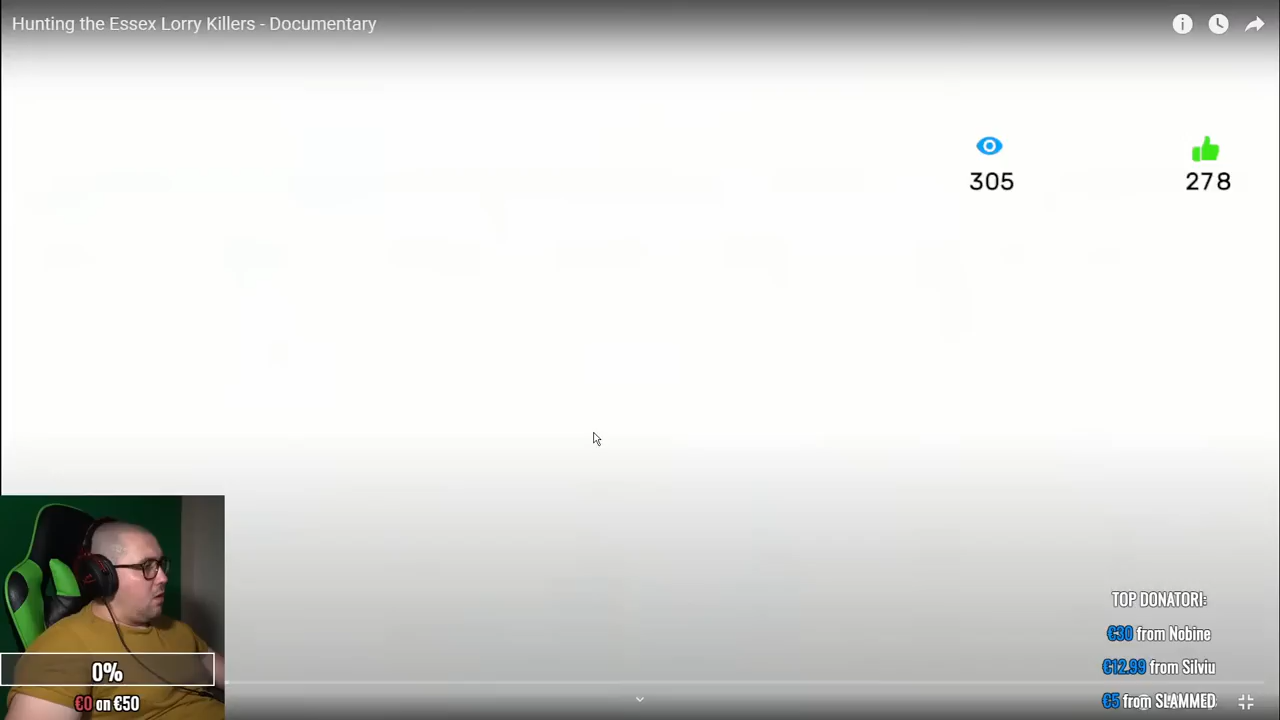 Hunting the Essex Lorry Killers - Documentary
305
278
TOP DONATORI:
€30 from Nobine
€12.99 from Silviu
€5 from SLAMMED
0%
€0 on €50